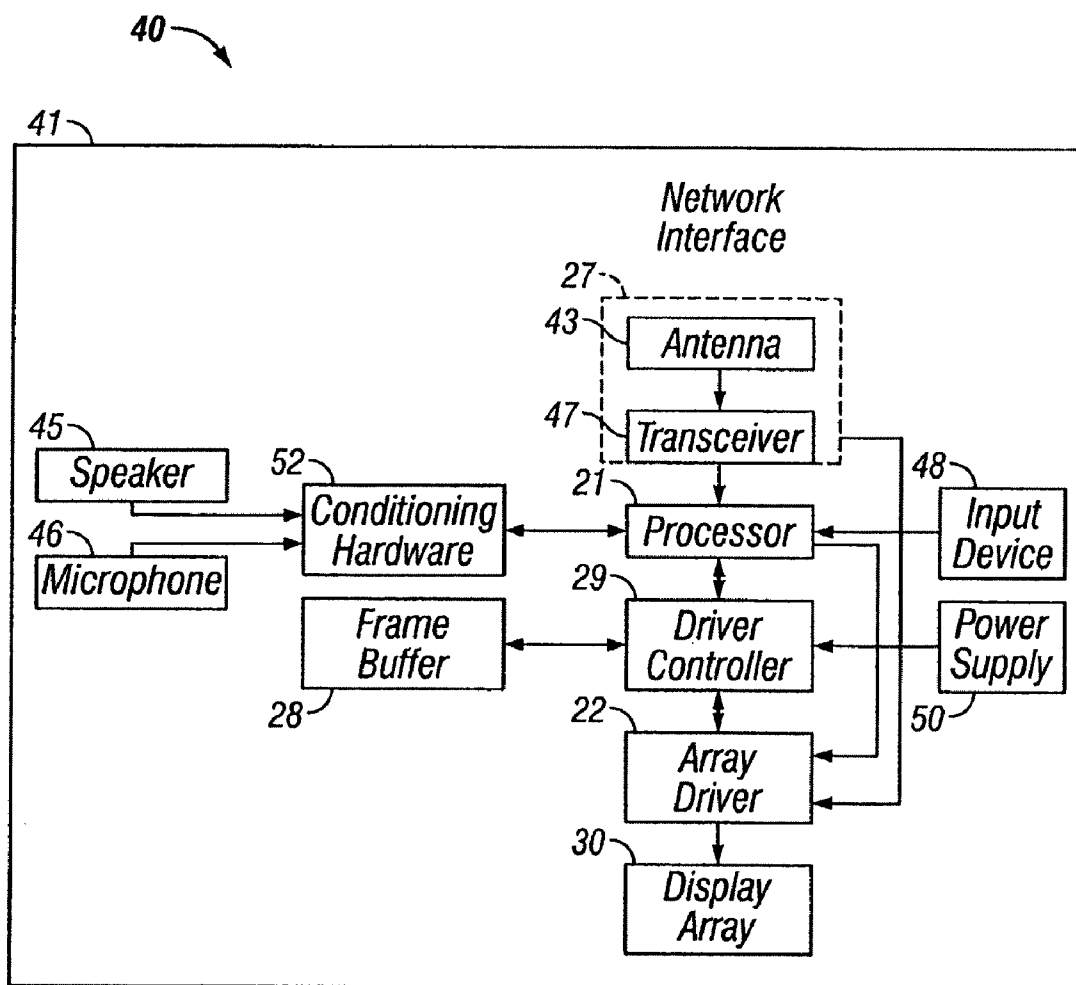 40
41
Network
Interface
27
43
Antenna
47
Transceiver
45
Speaker
52
Conditioning
Hardware
21
Processor
48
Input
Device
46
Microphone
29
Driver
Controller
Frame
Buffer
28
Power
Supply
50
22
Array
Driver
30
Display
Array